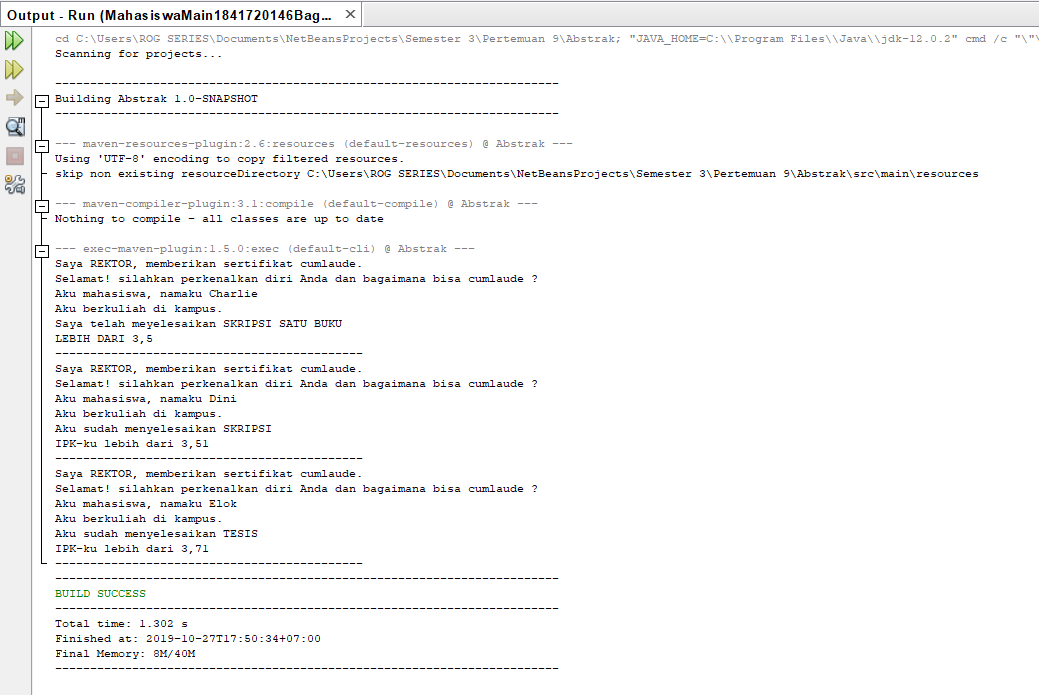 Output - Run (MahasiswaMain1841720146Bag...
cd C:\Users\ROG SERIES\Documents\NetBeansProjects\Semester 3\Pertemuan 9\Abstrak; "JAVA_HOME=C:\\Program Files\\Java\\jdk-12.0.2" cmd /c "\"\
Scanning for projects...
------------------------------------------------------------------------
Building Abstrak 1.0-SNAPSHOT
------------------------------------------------------------------------
--- maven-resources-plugin:2.6:resources (default-resources) @ Abstrak ---
Using 'UTF-8' encoding to copy filtered resources.
skip non existing resourceDirectory C:\Users\ROG SERIES\Documents\NetBeansProjects\Semester 3\Pertemuan 9\Abstrak\src\main\resources
--- maven-compiler-plugin:3.1:compile (default-compile) @ Abstrak ---
Nothing to compile - all classes are up to date
--- exec-maven-plugin:1.5.0:exec (default-cli) @ Abstrak ---
Saya REKTOR, memberikan sertifikat cumlaude.
Selamat! silahkan perkenalkan diri Anda dan bagaimana bisa cumlaude ?
Aku mahasiswa, namaku Charlie
Aku berkuliah di kampus.
Saya telah meyelesaikan SKRIPSI SATU BUKU
LEBIH DARI 3,5
--------------------------------------------
Saya REKTOR, memberikan sertifikat cumlaude.
Selamat! silahkan perkenalkan diri Anda dan bagaimana bisa cumlaude ?
Aku mahasiswa, namaku Dini
Aku berkuliah di kampus.
Aku sudah menyelesaikan SKRIPSI
IPK-ku lebih dari 3,51
--------------------------------------------
Saya REKTOR, memberikan sertifikat cumlaude.
Selamat! silahkan perkenalkan diri Anda dan bagaimana bisa cumlaude ?
Aku mahasiswa, namaku Elok
Aku berkuliah di kampus.
Aku sudah menyelesaikan TESIS
IPK-ku lebih dari 3,71
--------------------------------------------
------------------------------------------------------------------------
BUILD SUCCESS
------------------------------------------------------------------------
Total time: 1.302 s
Finished at: 2019-10-27T17:50:34+07:00
Final Memory: 8M/40M
------------------------------------------------------------------------